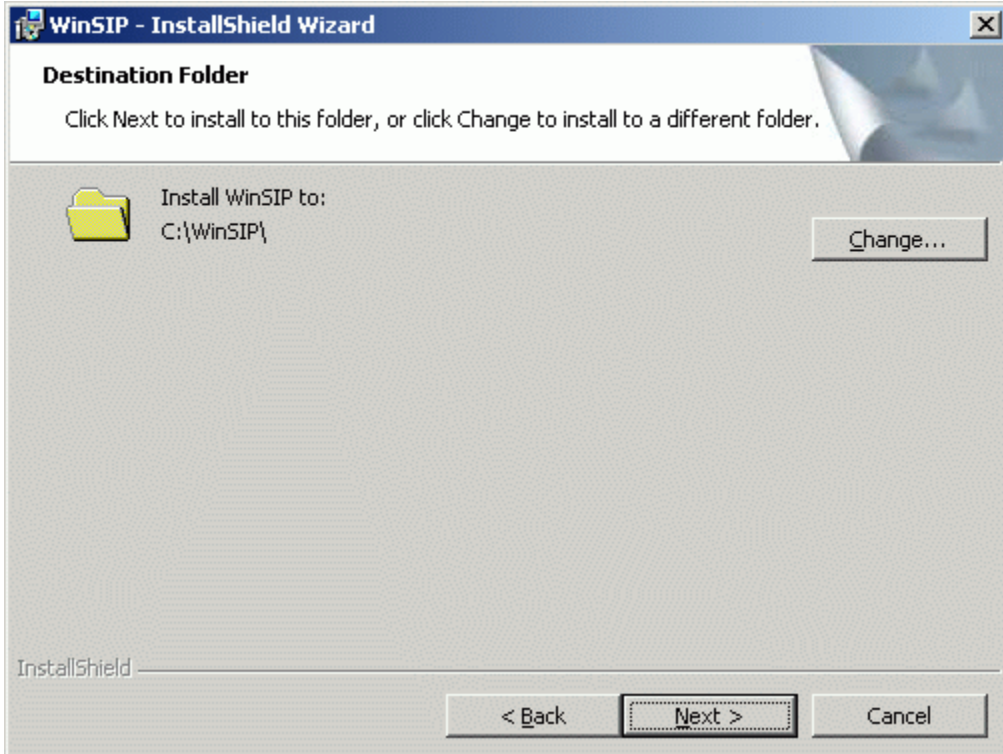 WinSIP - InstallShield Wizard
Destination Folder
Click Next to install to this folder, or click Change to install to a different folder.
Install WinSIP to:
C:\WinSIP\
Change...
InstallShield
< Back
Next >
Cancel